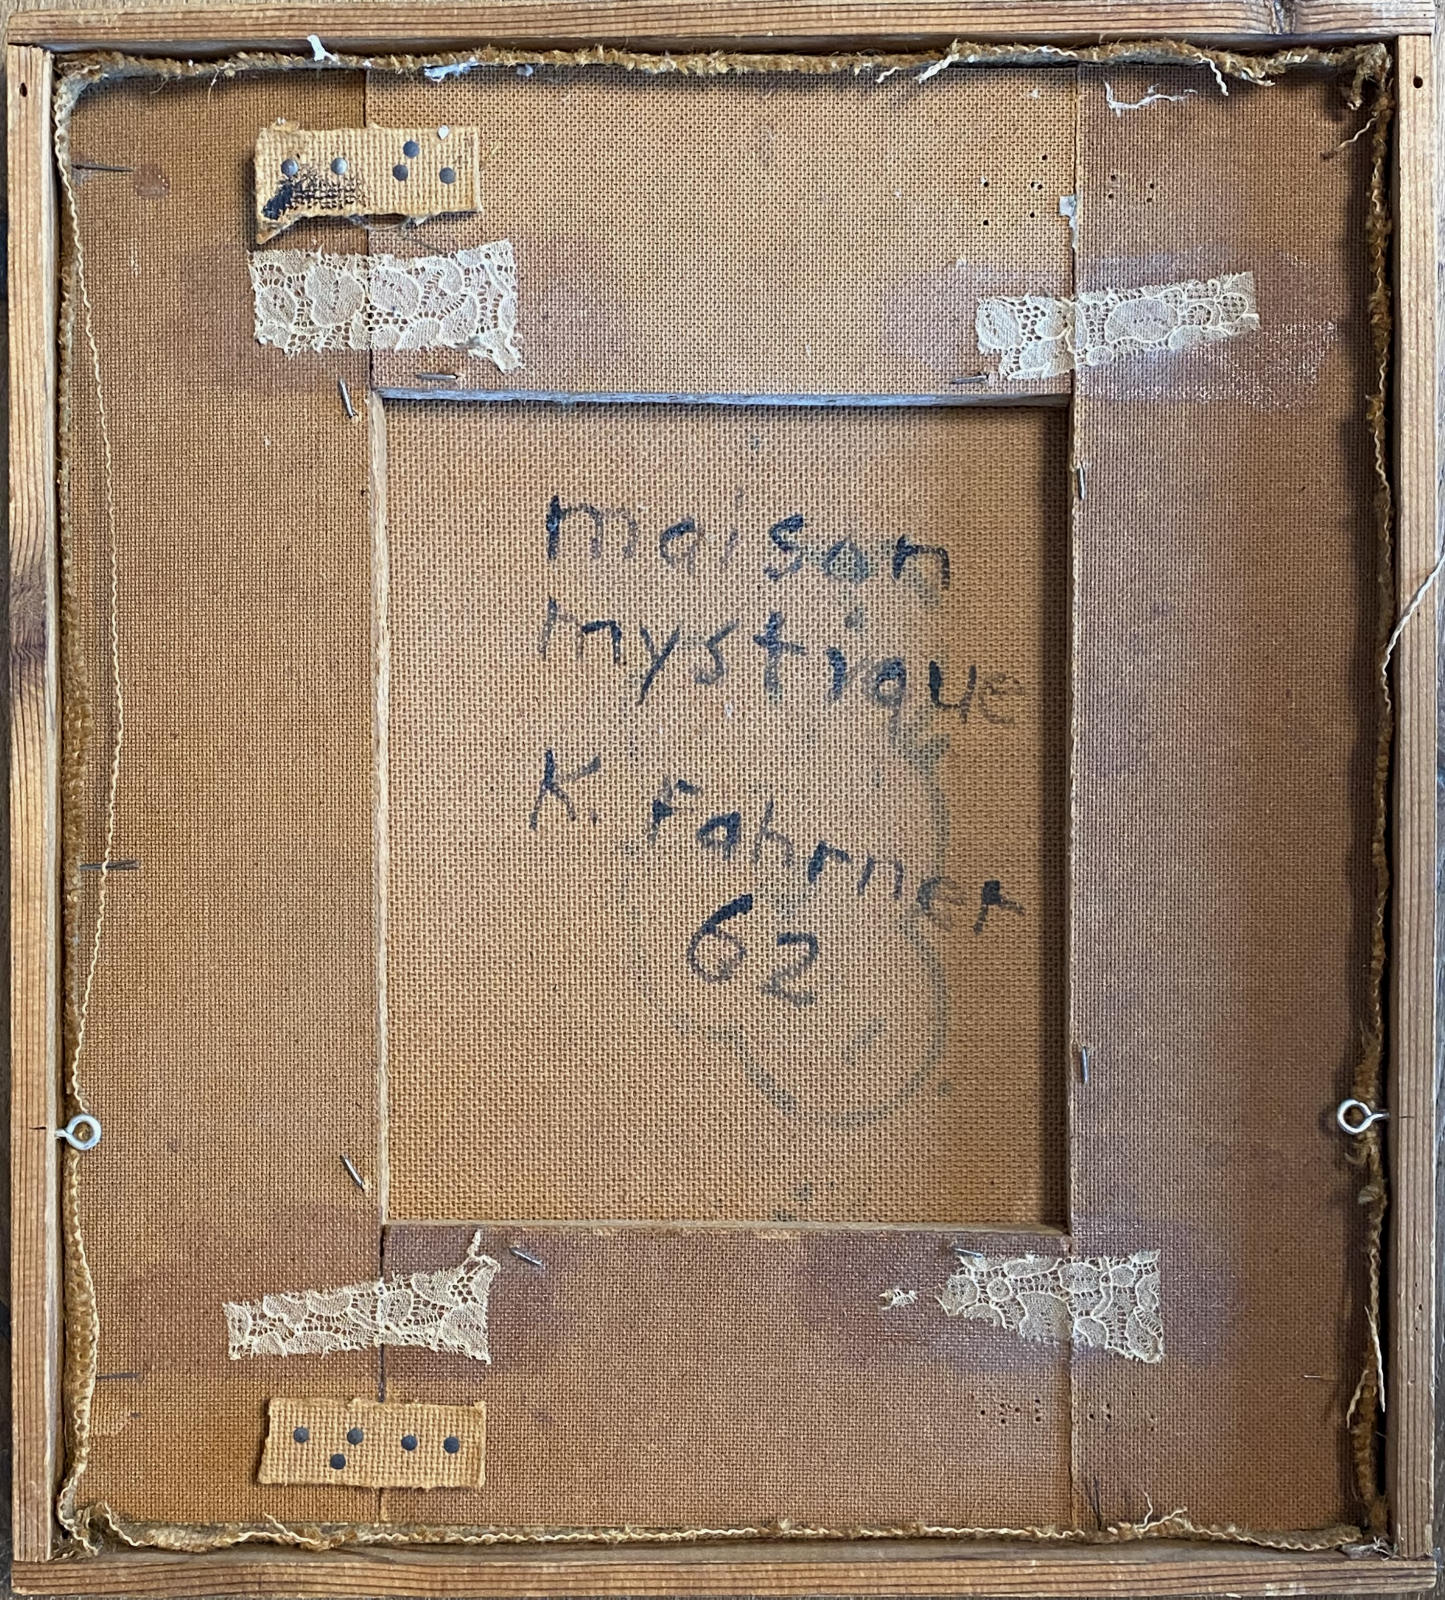 maison
mystique
K. Fahrner
62